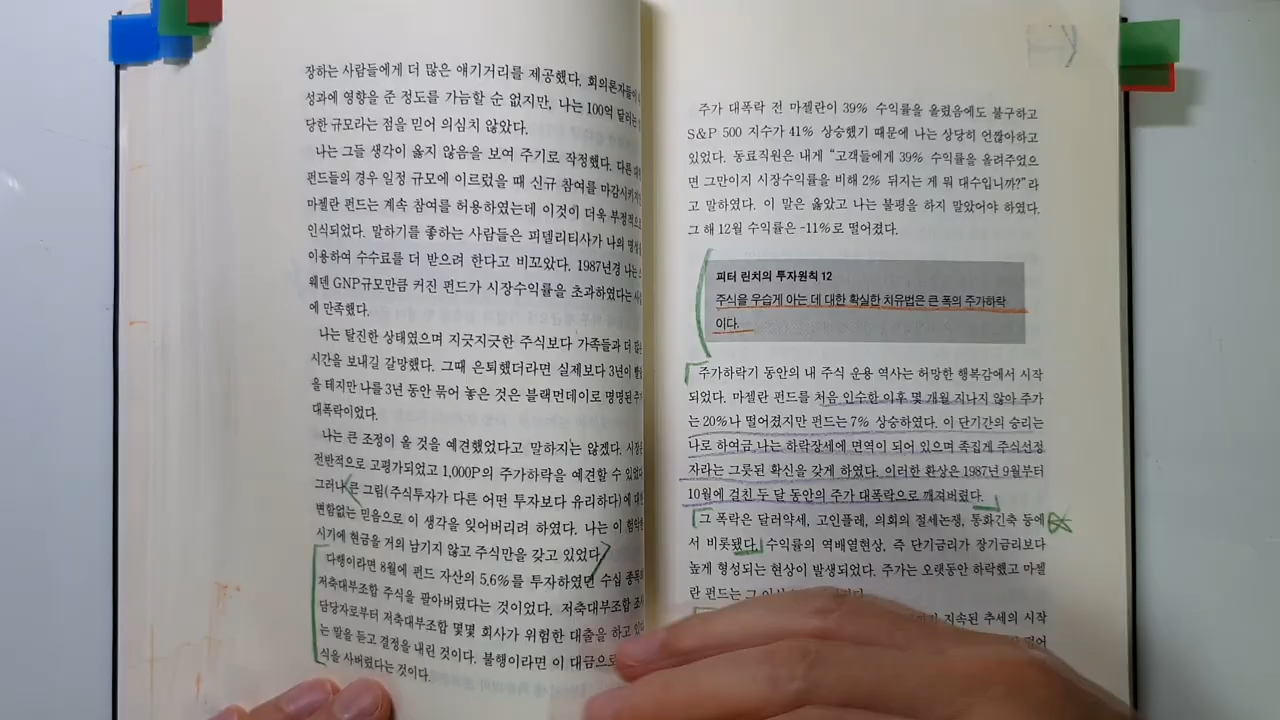 장하는 사람들에게 더 많은 얘기거리를 제공했다. 회의론자들이
성과에 영향을 준 정도를 가늠할 순 없지만, 나는 100억 달러는
당한 규모라는 점을 믿어 의심치 않았다.
나는 그들 생각이 옳지 않음을 보여 주기로 작정했다. 다른
펀드들의 경우 일정 규모에 이르렀을 때 신규 참여를 마감시키지만
마젤란 펀드는 계속 참여를 허용하였는데 이것이 더욱 부정적으로
인식되었다. 말하기를 좋하는 사람들은 피델리티사가 나의 명성을
이용하여 수수료를 더 받으려 한다고 비꼬았다. 1987년경 나는
웨덴 GNP규모만큼 커진 펀드가 시장수익률을 초과하였다는
에 만족했다.
나는 탈진한 상태였으며 지긋지긋한 주식보다 가족들과 더
시간을 보내길 갈망했다. 그때 은퇴했더라면 실제보다 3년이
을 테지만 나를 3년 동안 묶어 놓은 것은 블랙먼데이로 명명된
대폭락이었다.
나는 큰 조정이 올 것을 예견했었다고 말하지는 않겠다. 시장은
전반적으로 고평가되었고 1,000P의 주가하락을 예견할 수 있었다
그러나 큰 그림(주식투자가 다른 어떤 투자보다 유리하다)에 대한
변함없는 믿음으로 이 생각을 잊어버리려 하였다. 나는 이 험악한
시기에 현금을 거의 남기지 않고 주식만을 갖고 있었다.
다행이라면 8월에 펀드 자산의 5.6%를 투자하였던 수십 종목의
저축대부조합 주식을 팔아버렸다는 것이었다. 저축대부조합
담당자로부터 저축대부조합 몇몇 회사가 위험한 대출을 하고
는 말을 듣고 결정을 내린 것이다. 불행이라면 이 대금으로
식을 사버렸다는 것이다.
주가 대폭락 전 마젤란이 39% 수익률을 올렸음에도 불구하고
S&P 500 지수가 41% 상승했기 때문에 나는 상당히 언짢아하고
있었다. 동료직원은 내게 “고객들에게 39% 수익률을 올려주었으
면 그만이지 시장수익률을 비해 2% 뒤지는 게 뭐 대수입니까?”라
고 말하였다. 이 말은 옳았고 나는 불평을 하지 말았어야 하였다.
그 해 12월 수익률은 -11%로 떨어졌다.
피터 린치의 투자원칙 12
주식을 우습게 아는 데 대한 확실한 치유법은 큰 폭의 주가하락
이다.
주가하락기 동안의 내 주식 운용 역사는 허망한 행복감에서 시작
되었다. 마젤란 펀드를 처음 인수한 이후 몇 개월 지나지 않아 주가
는 20%나 떨어졌지만 펀드는 7% 상승하였다. 이 단기간의 승리는
나로 하여금 나는 하락장세에 면역이 되어 있으며 족집게 주식선정
자라는 그릇된 확신을 갖게 하였다. 이러한 환상은 1987년 9월부터
10월에 걸친 두 달 동안의 주가 대폭락으로 깨져버렸다.
그 폭락은 달러약세, 고인플레, 의회의 절세논쟁, 통화긴축 등에
서 비롯됐다. 수익률의 역배열현상, 즉 단기금리가 장기금리보다
높게 형성되는 현상이 발생되었다. 주가는 오랫동안 하락했고 마젤
란 펀드는 그
지속된 추세의 시작